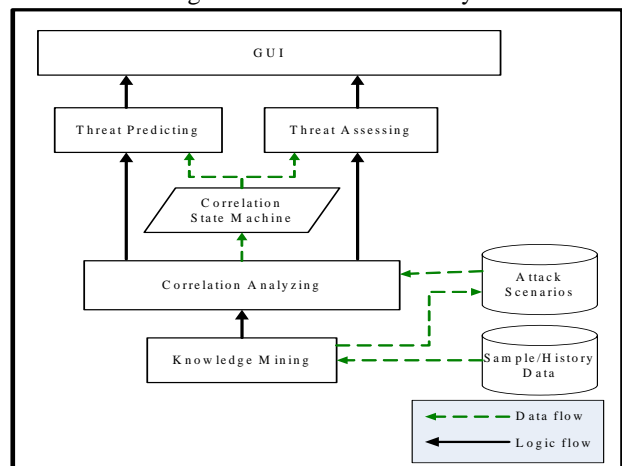 GUI
Threat Predicting
Threat Assessing
Correlation
State Machine
Correlation Analyzing
Attack
Scenarios
Knowledge Mining
Sample/History
Data
Data flow
Logic flow